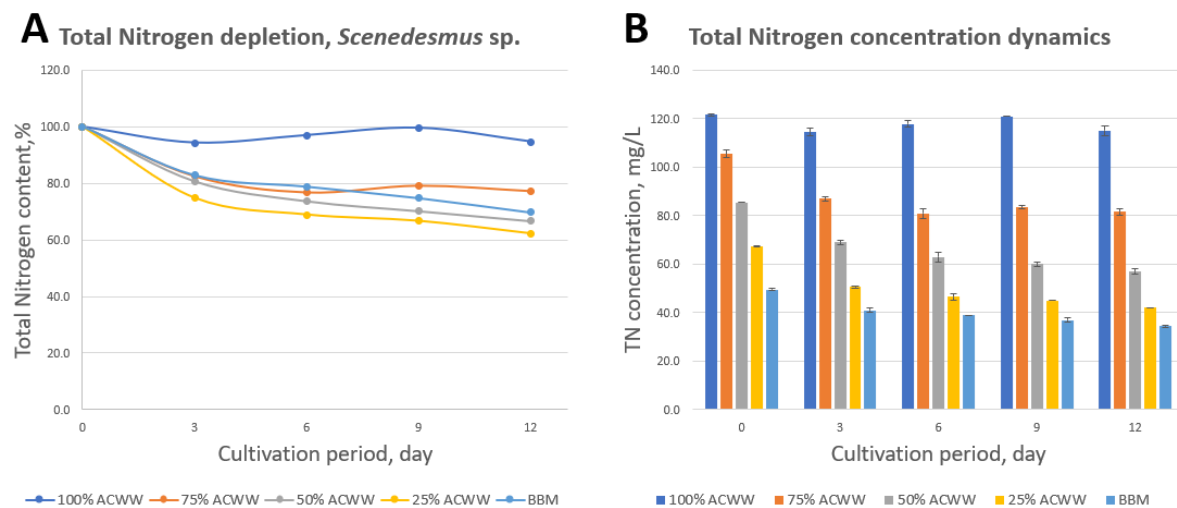 A Total Nitrogen depletion, Scenedesmus sp.
Total Nitrogen content,%
120.0
100.0
80.0
60.0
40.0
20.0
0.0
0 3 6 9 12
Cultivation period, day
100% ACWW 75% ACWW 50% ACWW 25% ACWW BBM
B Total Nitrogen concentration dynamics
TN concentration, mg/L
140.0
120.0
100.0
80.0
60.0
40.0
20.0
0.0
0 3 6 9 12
Cultivation period, day
100% ACWW 75% ACWW 50% ACWW 25% ACWW BBM